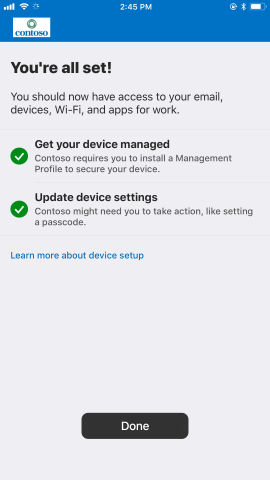 2:45 PM
contoso
You're all set!
You should now have access to your email,
devices, Wi-Fi, and apps for work.
Get your device managed
Contoso requires you to install a Management
Profile to secure your device.
Update device settings
Contoso might need you to take action, like setting
a passcode.
Learn more about device setup
Done